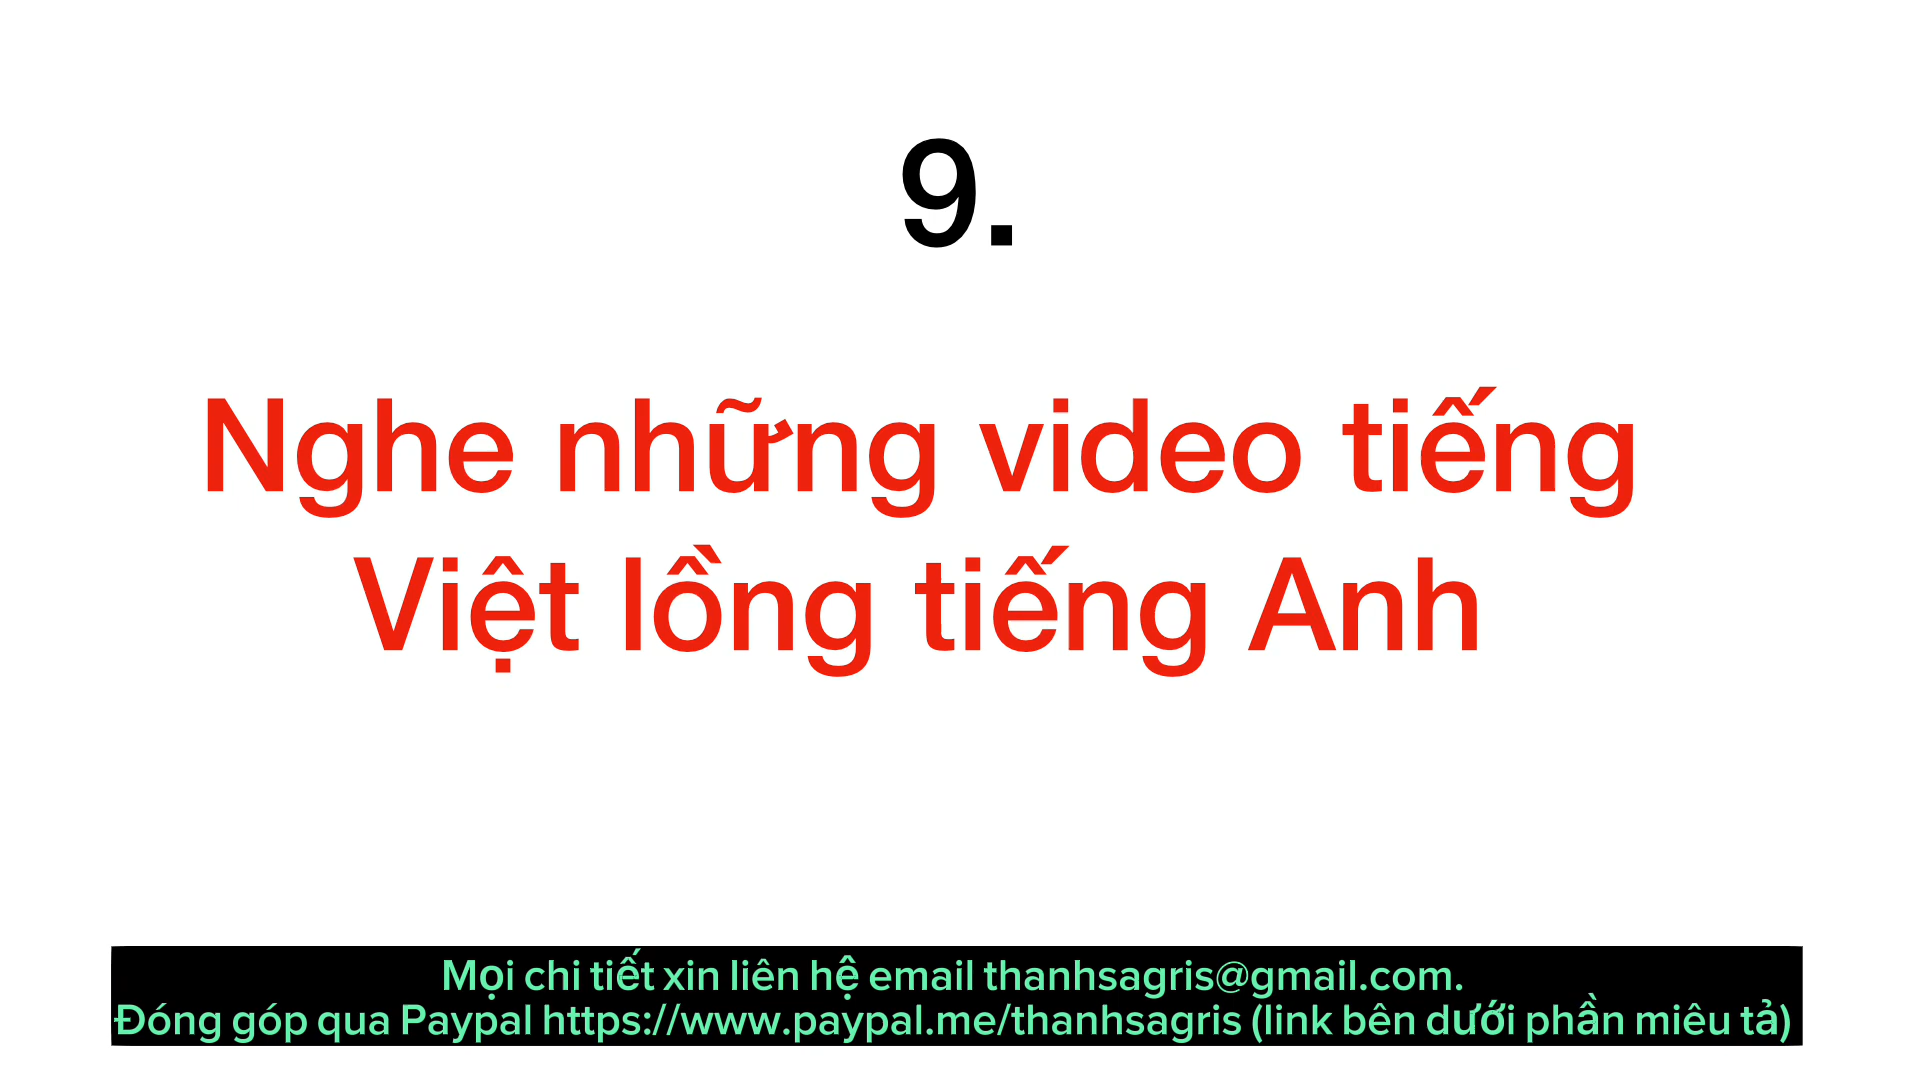 9.
Nghe những video tiếng
Việt lồng tiếng Anh
Mọi chi tiết xin liên hệ email thanhsagris@gmail.com.
Đóng góp qua Paypal https://www.paypal.me/thanhsagris (link bên dưới phần miêu tả)